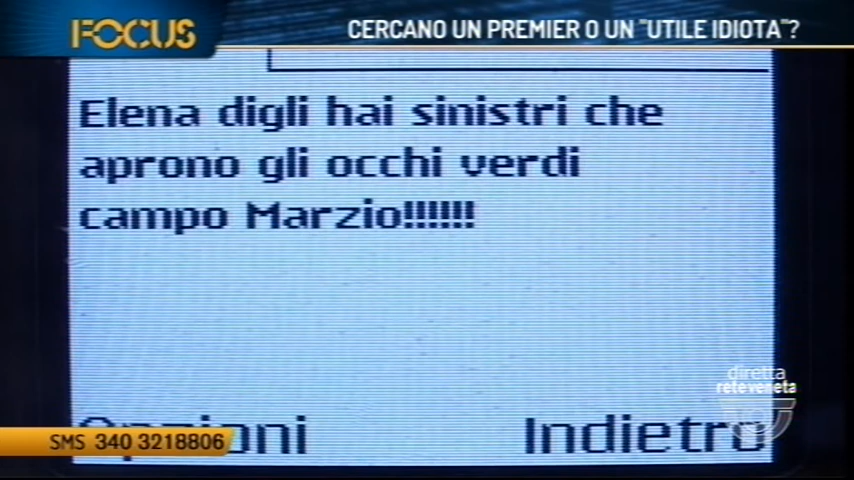 FOCUS
CERCANO UN PREMIER O UN "UTILE IDIOTA"?
Elena digli hai sinistri che
aprono gli occhi verdi
campo Marzio!!!!!!
diretta
reteveneta
Opzioni
Indietro
SMS 340 3218806